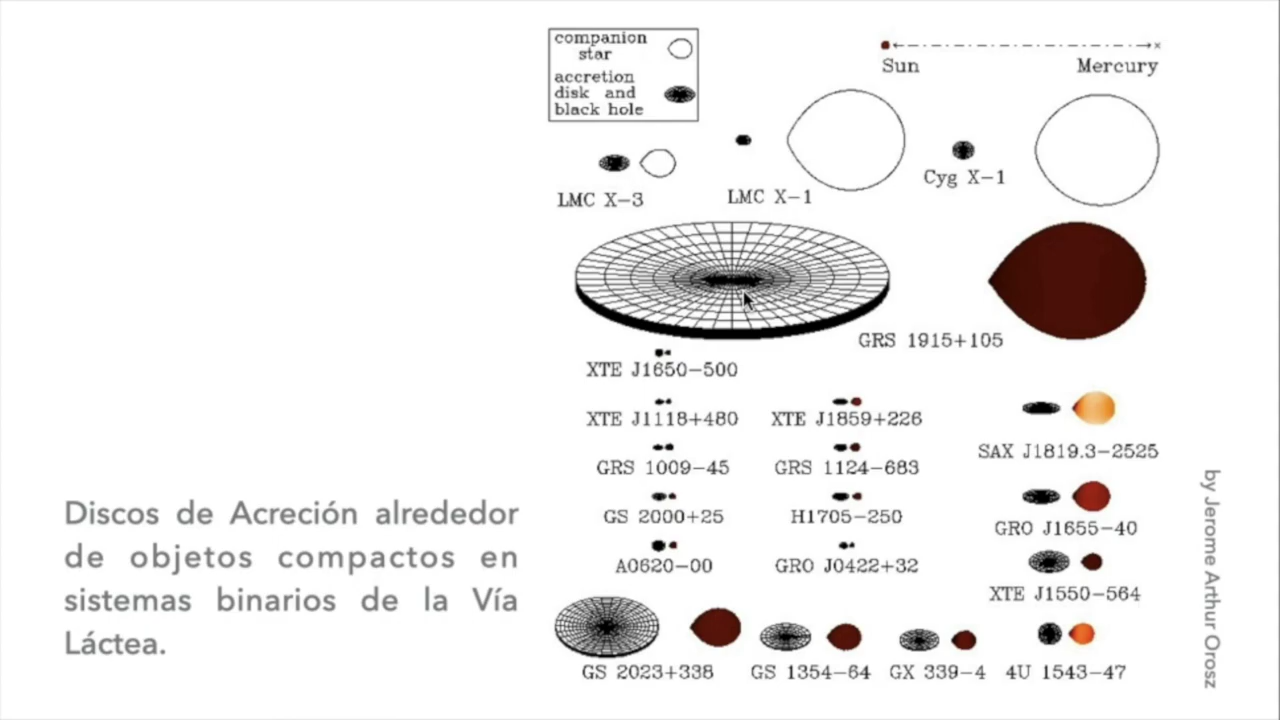 companion
star
accretion
disk and
black hole
Sun
Mercury
LMC X-3
LMC X-1
Cyg X-1
GRS 1915+105
XTE J1650-500
XTE J1118+480
XTE J1859+226
SAX J1819.3-2525
GRS 1009-45
GRS 1124-683
GS 2000+25
H1705-250
GRO J1655-40
A0620-00
GRO J0422+32
XTE J1550-564
GS 2023+338
GS 1354-64
GX 339-4
4U 1543-47
Discos de Acreción alrededor
de objetos compactos en
sistemas binarios de la Vía
Láctea.
by Jerome Arthur Orosz